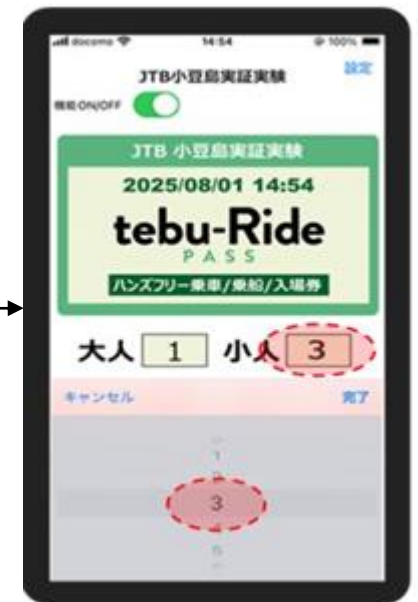 docomo 14:54 100%
JTB小豆島実証実験 設定
機能ON/OFF
JTB 小豆島実証実験
2025/08/01 14:54
tebu-Ride
PASS
ハンズフリー乗車/乗船/入場券
大人 1 小人 3
キャンセル 完了
1
2
3
4
5